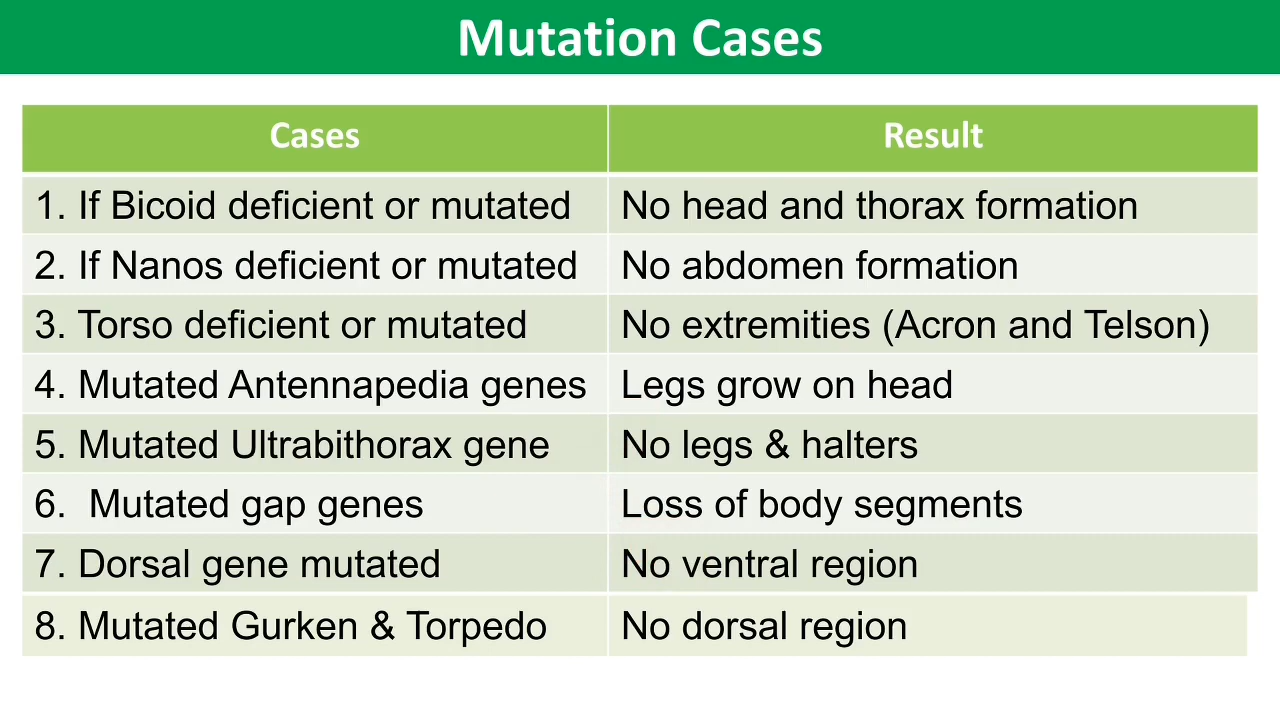 Mutation Cases
Cases Result
1. If Bicoid deficient or mutated No head and thorax formation
2. If Nanos deficient or mutated No abdomen formation
3. Torso deficient or mutated No extremities (Acron and Telson)
4. Mutated Antennapedia genes Legs grow on head
5. Mutated Ultrabithorax gene No legs & halters
6. Mutated gap genes Loss of body segments
7. Dorsal gene mutated No ventral region
8. Mutated Gurken & Torpedo No dorsal region